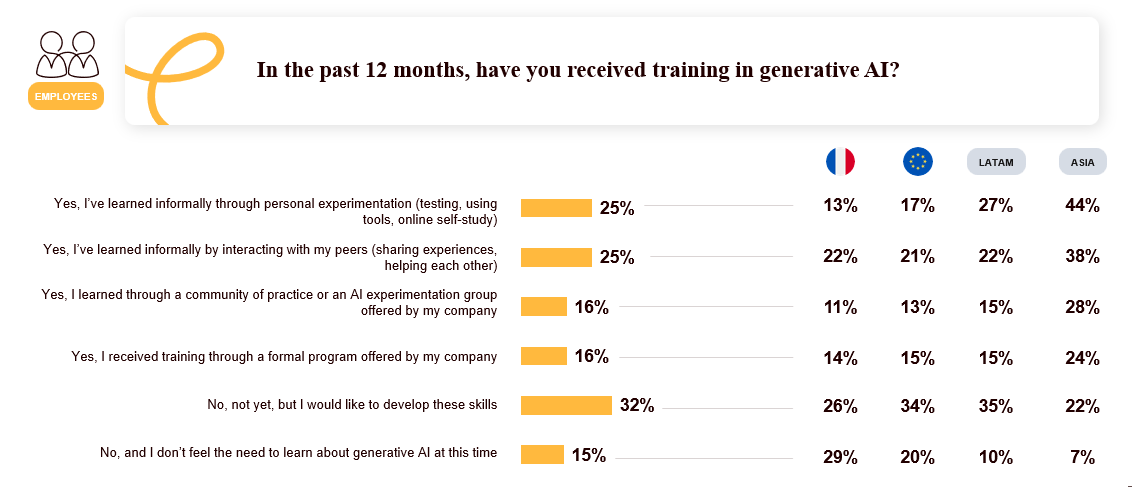 In the past 12 months, have you received training in generative AI?
EMPLOYEES
LATAM ASIA
Yes, I’ve learned informally through personal experimentation (testing, using
tools, online self-study)
25% 13% 17% 27% 44%
Yes, I’ve learned informally by interacting with my peers (sharing experiences,
helping each other)
25% 22% 21% 22% 38%
Yes, I learned through a community of practice or an AI experimentation group
offered by my company
16% 11% 13% 15% 28%
Yes, I received training through a formal program offered by my company
16% 14% 15% 15% 24%
No, not yet, but I would like to develop these skills
32% 26% 34% 35% 22%
No, and I don’t feel the need to learn about generative AI at this time
15% 29% 20% 10% 7%